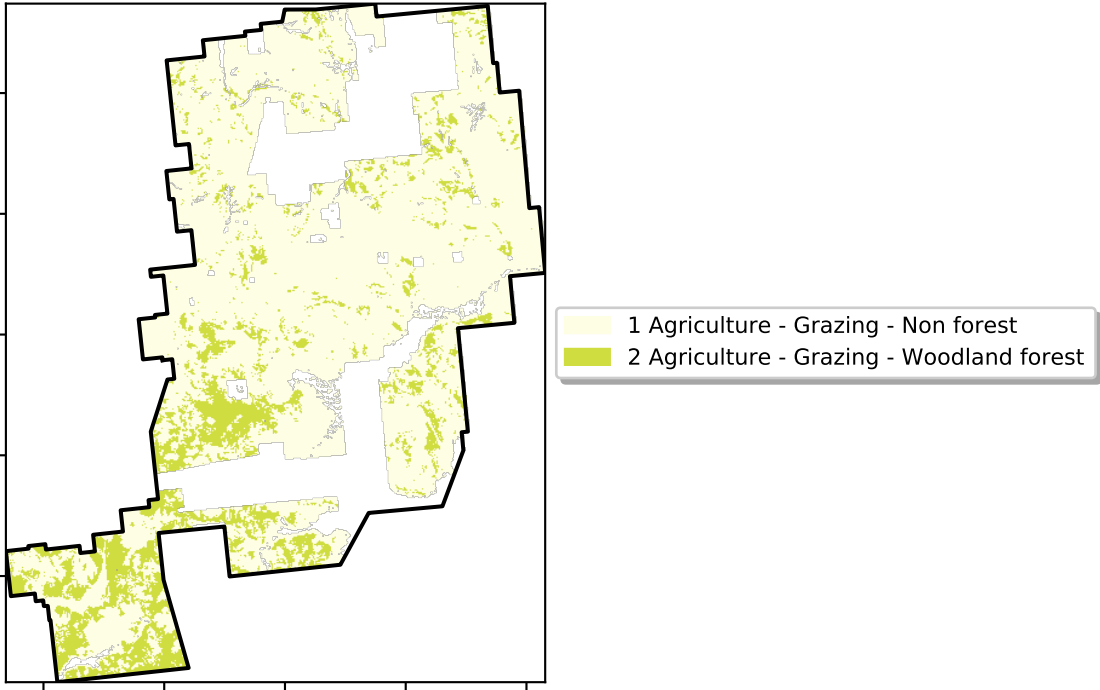 1 Agriculture - Grazing - Non forest
2 Agriculture - Grazing - Woodland forest